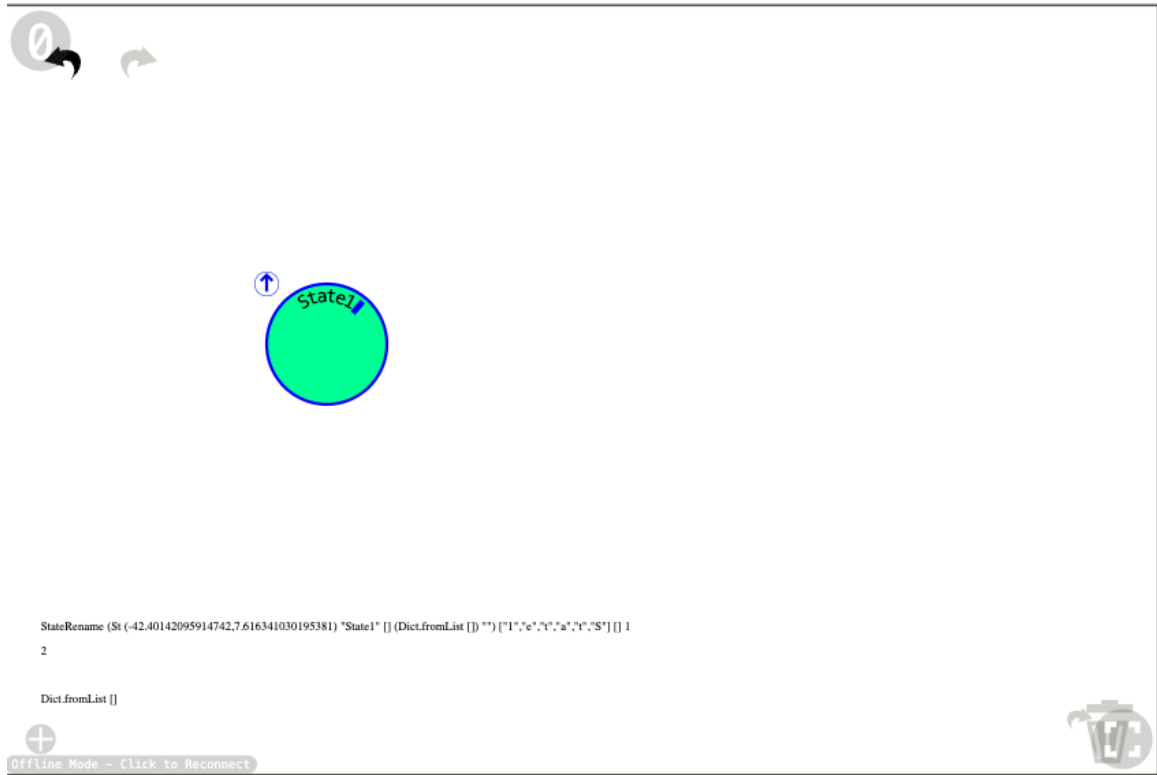 0
State1
StateRename (St (-42.40142095914742,7.616341030195381) "State1" [] (Dict.fromList []) "") ["1","e","t","a","t","S"] [] 1
2
Dict.fromList []
Offline Mode – Click to Reconnect